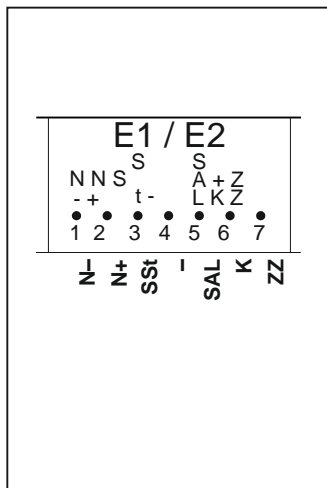 E1 / E2
S S
N N S A + Z
- + t - L K Z
1 2 3 4 5 6 7
N–
N+
SSt
–
SAL
K
ZZ